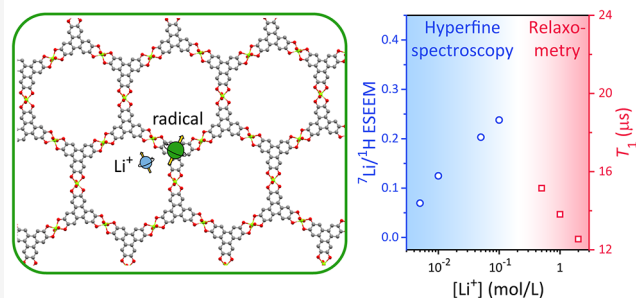 radical
Li⁺
Hyperfine
spectroscopy
Relaxo-
metry
⁷Li/¹H ESEEM
0.4
0.3
0.2
0.1
0.0
24
20
16
12
T₁ (μs)
10⁻² 10⁻¹ 1
[Li⁺] (mol/L)